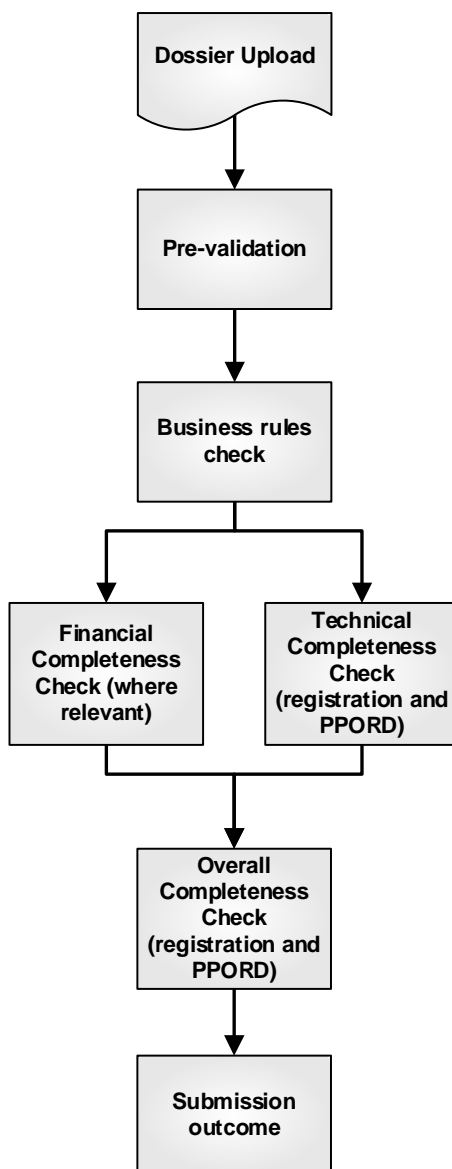 Dossier Upload
Pre-validation
Business rules
check
Financial
Completeness
Check (where
relevant)
Technical
Completeness
Check
(registration and
PPORD)
Overall
Completeness
Check
(registration and
PPORD)
Submission
outcome